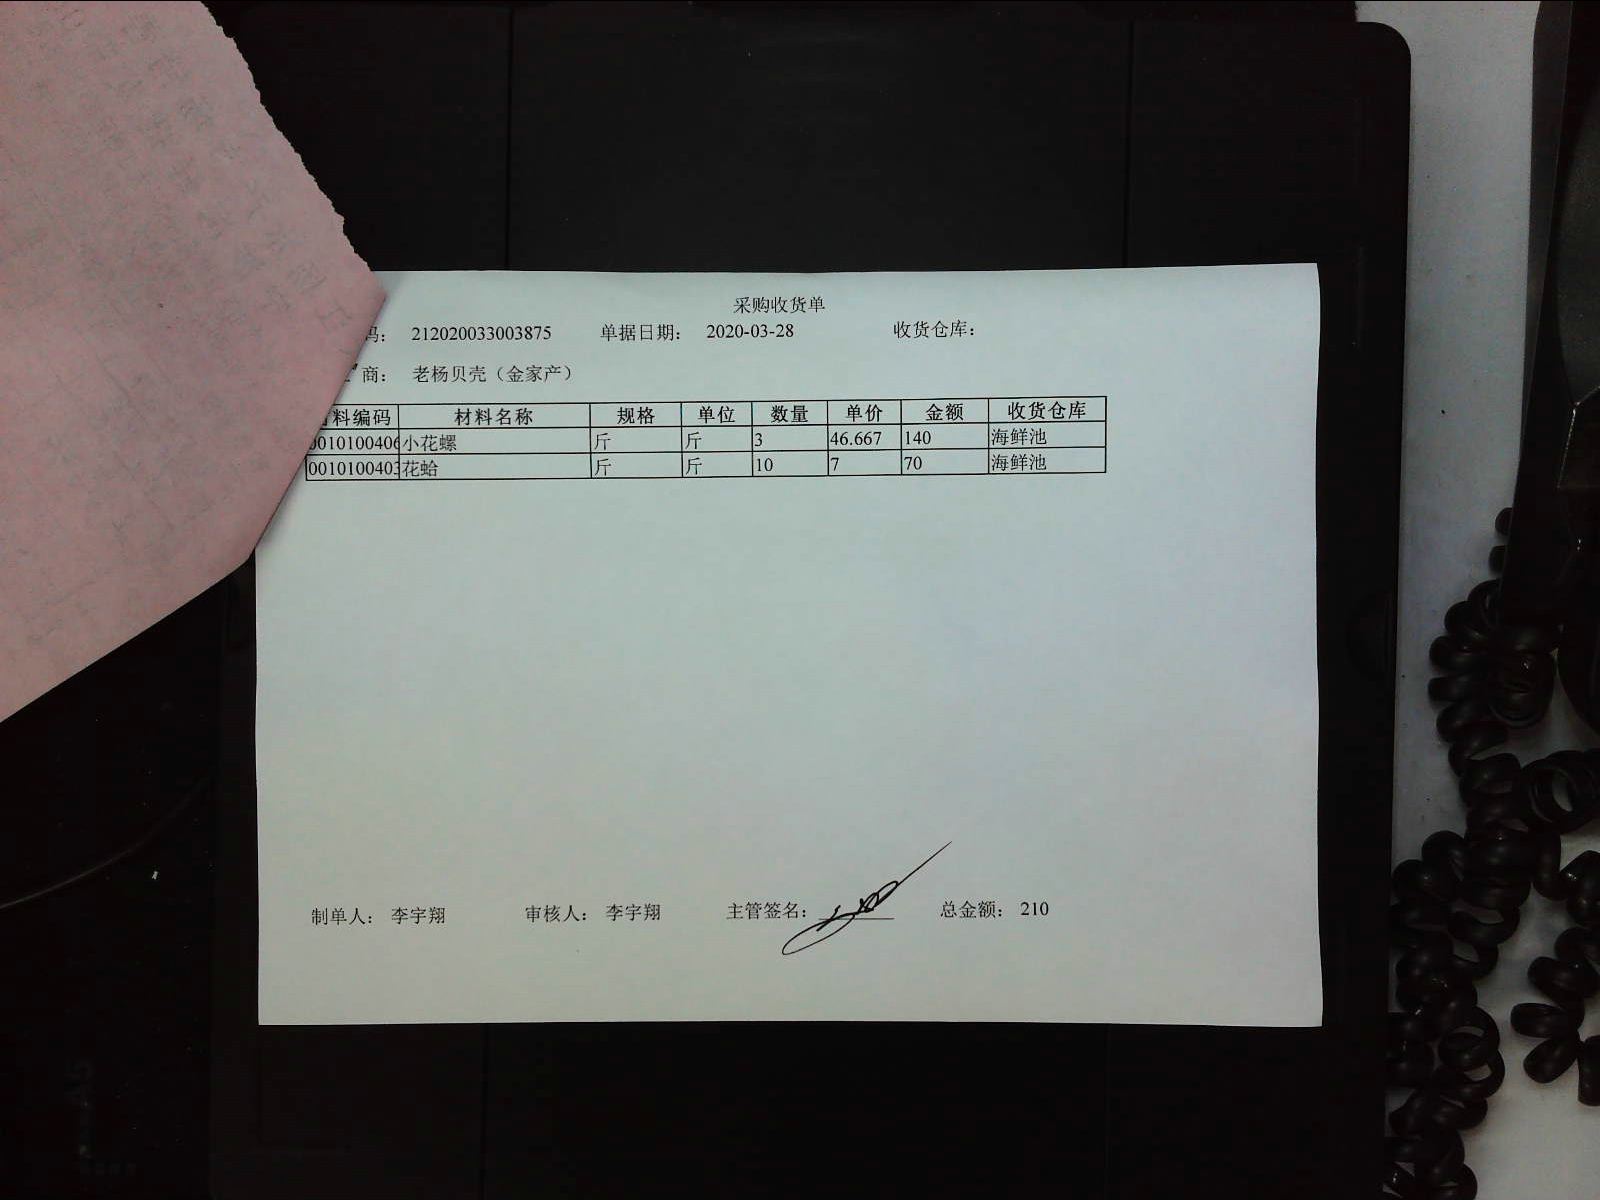 采购收货单
码： 212020033003875 单据日期： 2020-03-28 收货仓库：
商： 老杨贝壳（金家产）
料编码 材料名称 规格 单位 数量 单价 金额 收货仓库
0010100406 小花螺 斤 斤 3 46.667 140 海鲜池
0010100403 花蛤 斤 斤 10 7 70 海鲜池
制单人： 李宇翔 审核人： 李宇翔 主管签名： 总金额： 210